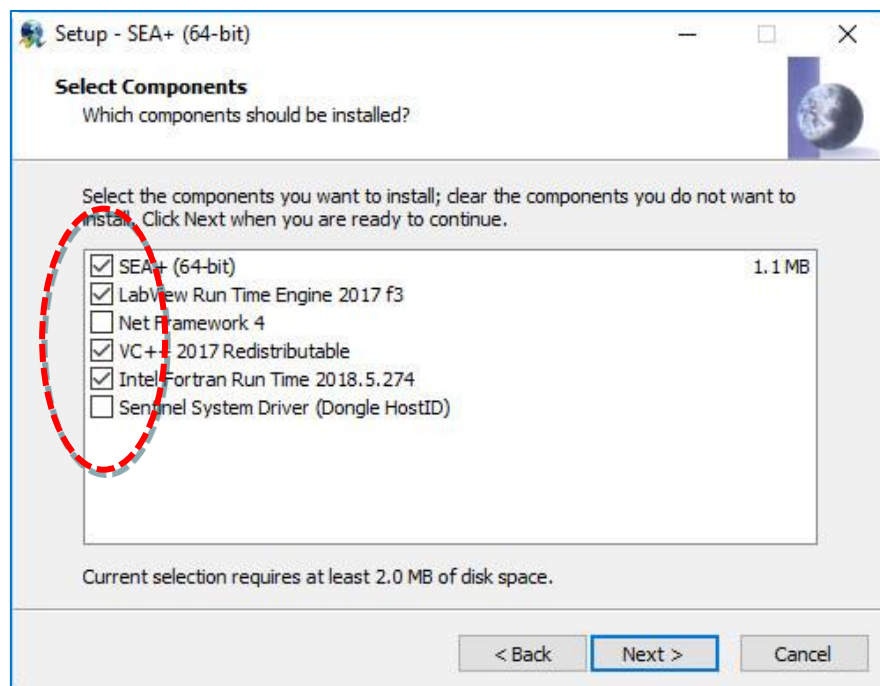 Setup - SEA+ (64-bit)
Select Components
Which components should be installed?
Select the components you want to install; clear the components you do not want to
install. Click Next when you are ready to continue.
SEA+ (64-bit) 1.1 MB
LabView Run Time Engine 2017 f3
Net Framework 4
VC++ 2017 Redistributable
Intel Fortran Run Time 2018.5.274
Sentinel System Driver (Dongle HostID)
Current selection requires at least 2.0 MB of disk space.
< Back Next > Cancel